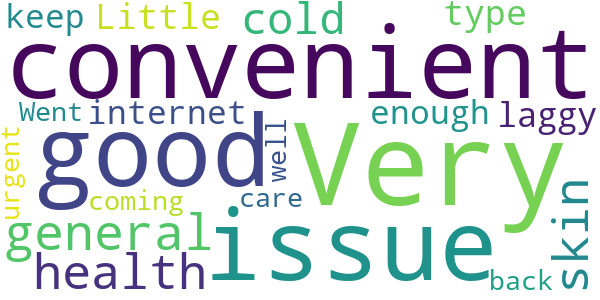 keep Little cold type
convenient
Went internet enough laggy
good Very
urgent
well
coming care
general issue skin
health back